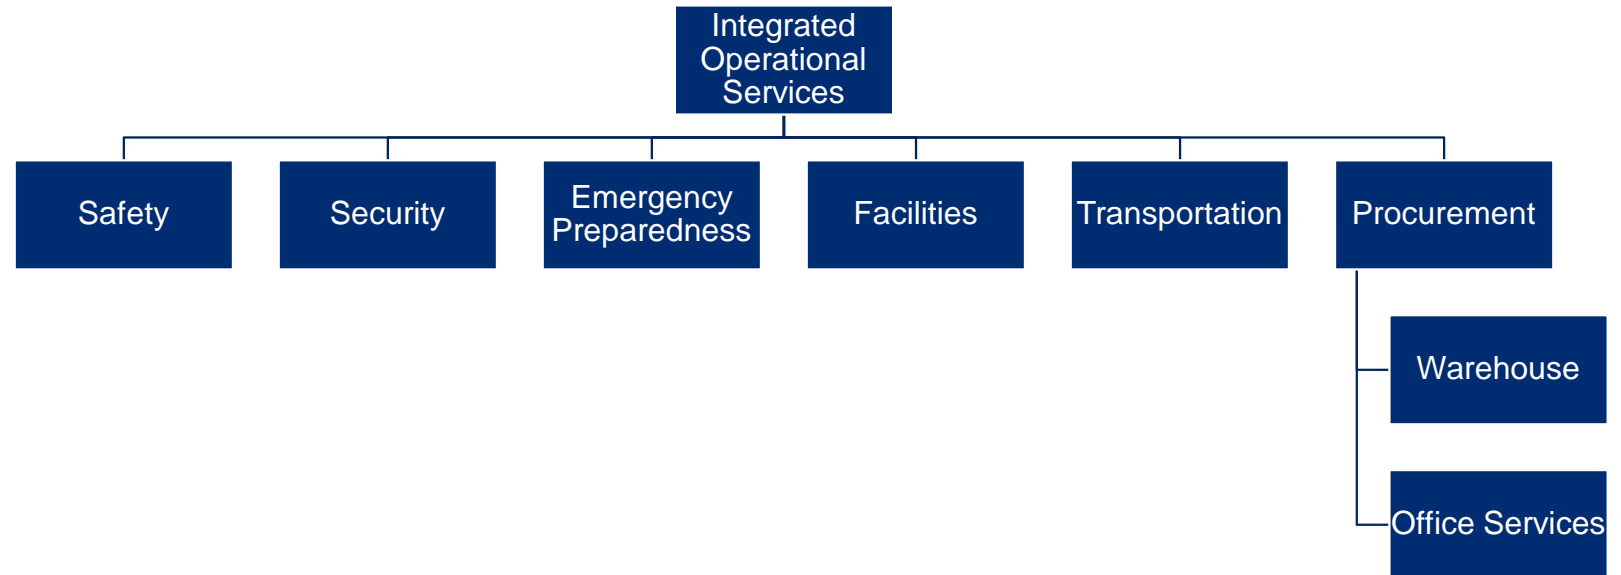 Integrated
Operational
Services
Safety
Security
Emergency
Preparedness
Facilities
Transportation
Procurement
Warehouse
Office Services